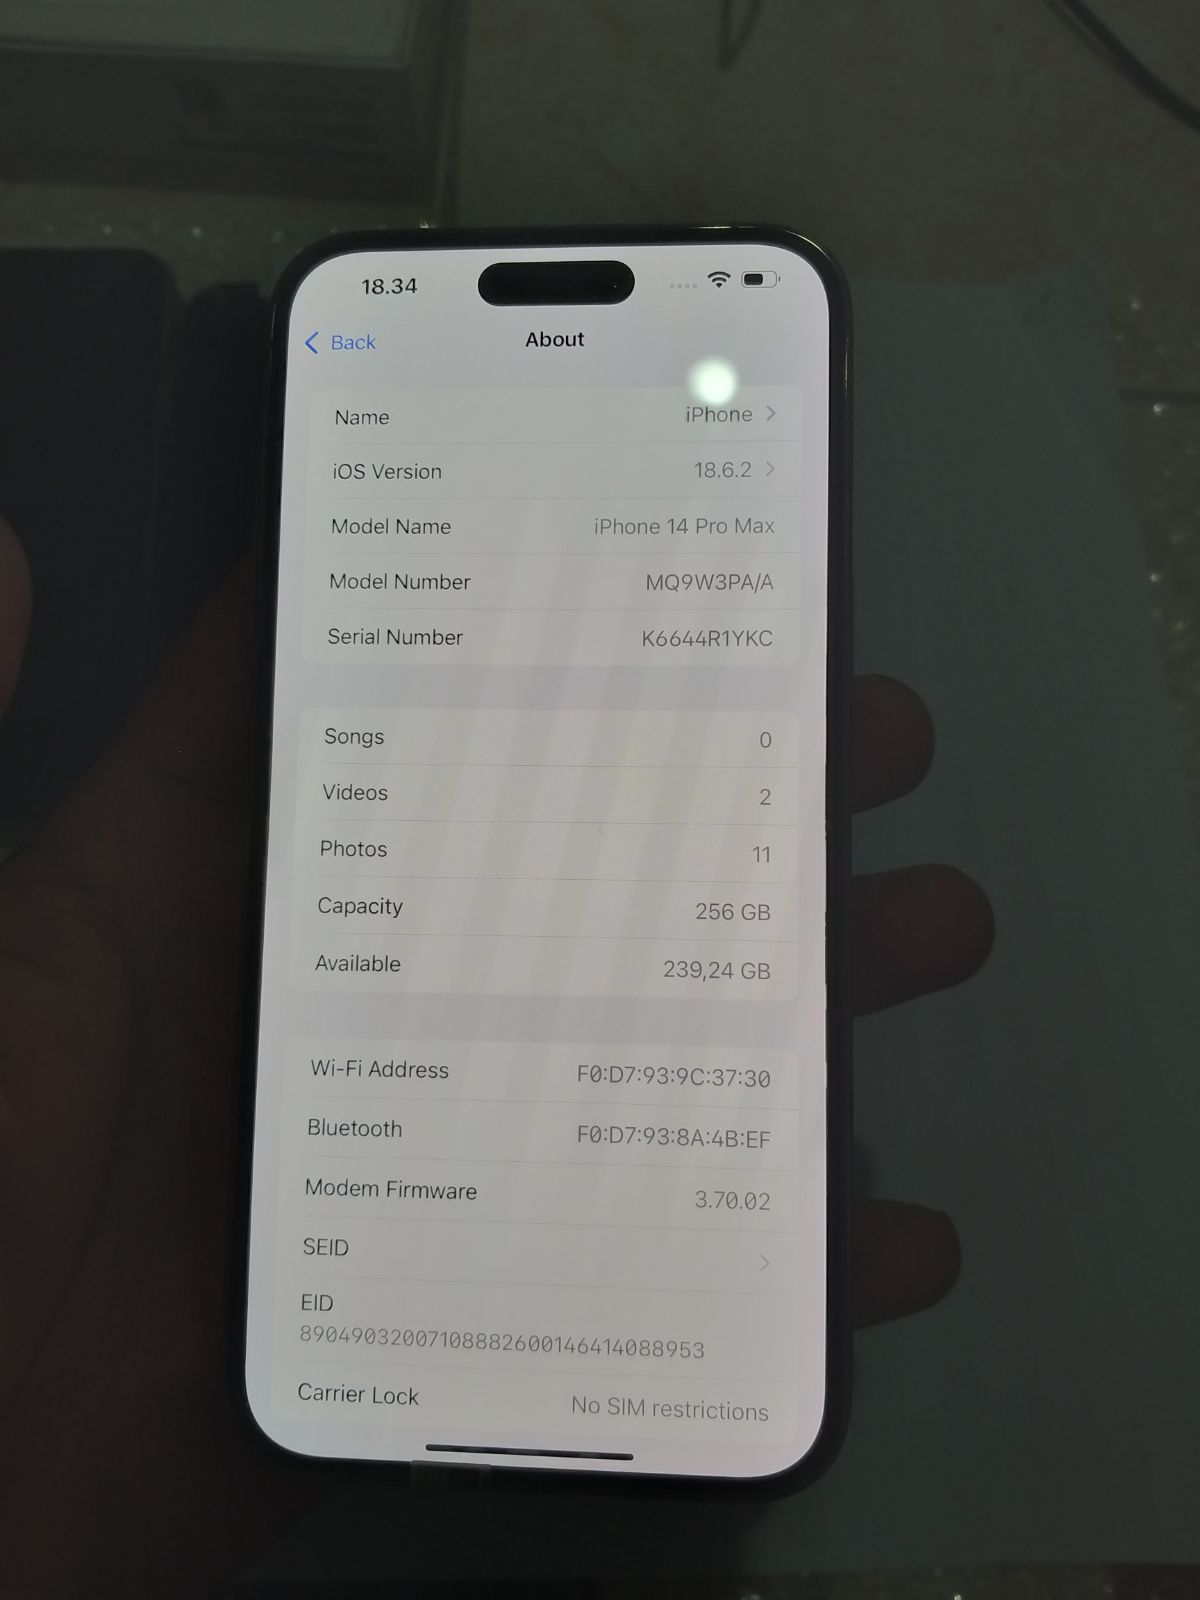 18.34
Back
About
Name iPhone
iOS Version 18.6.2
Model Name iPhone 14 Pro Max
Model Number MQ9W3PA/A
Serial Number K6644R1YKC
Songs 0
Videos 2
Photos 11
Capacity 256 GB
Available 239,24 GB
Wi-Fi Address F0:D7:93:9C:37:30
Bluetooth F0:D7:93:8A:4B:EF
Modem Firmware 3.70.02
SEID
EID
89049032007108882600146414088953
Carrier Lock No SIM restrictions